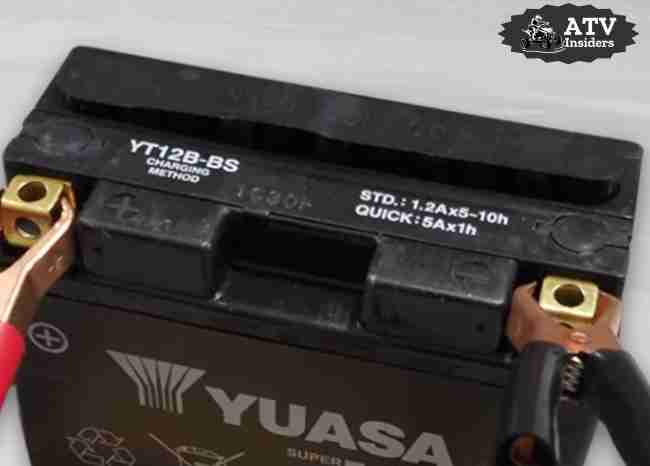 ATV
Insiders
YT12B-BS
CHARGING
METHOD
STD.: 1.2Ax5~10h
QUICK: 5Ax1h
YUASA
SUPER